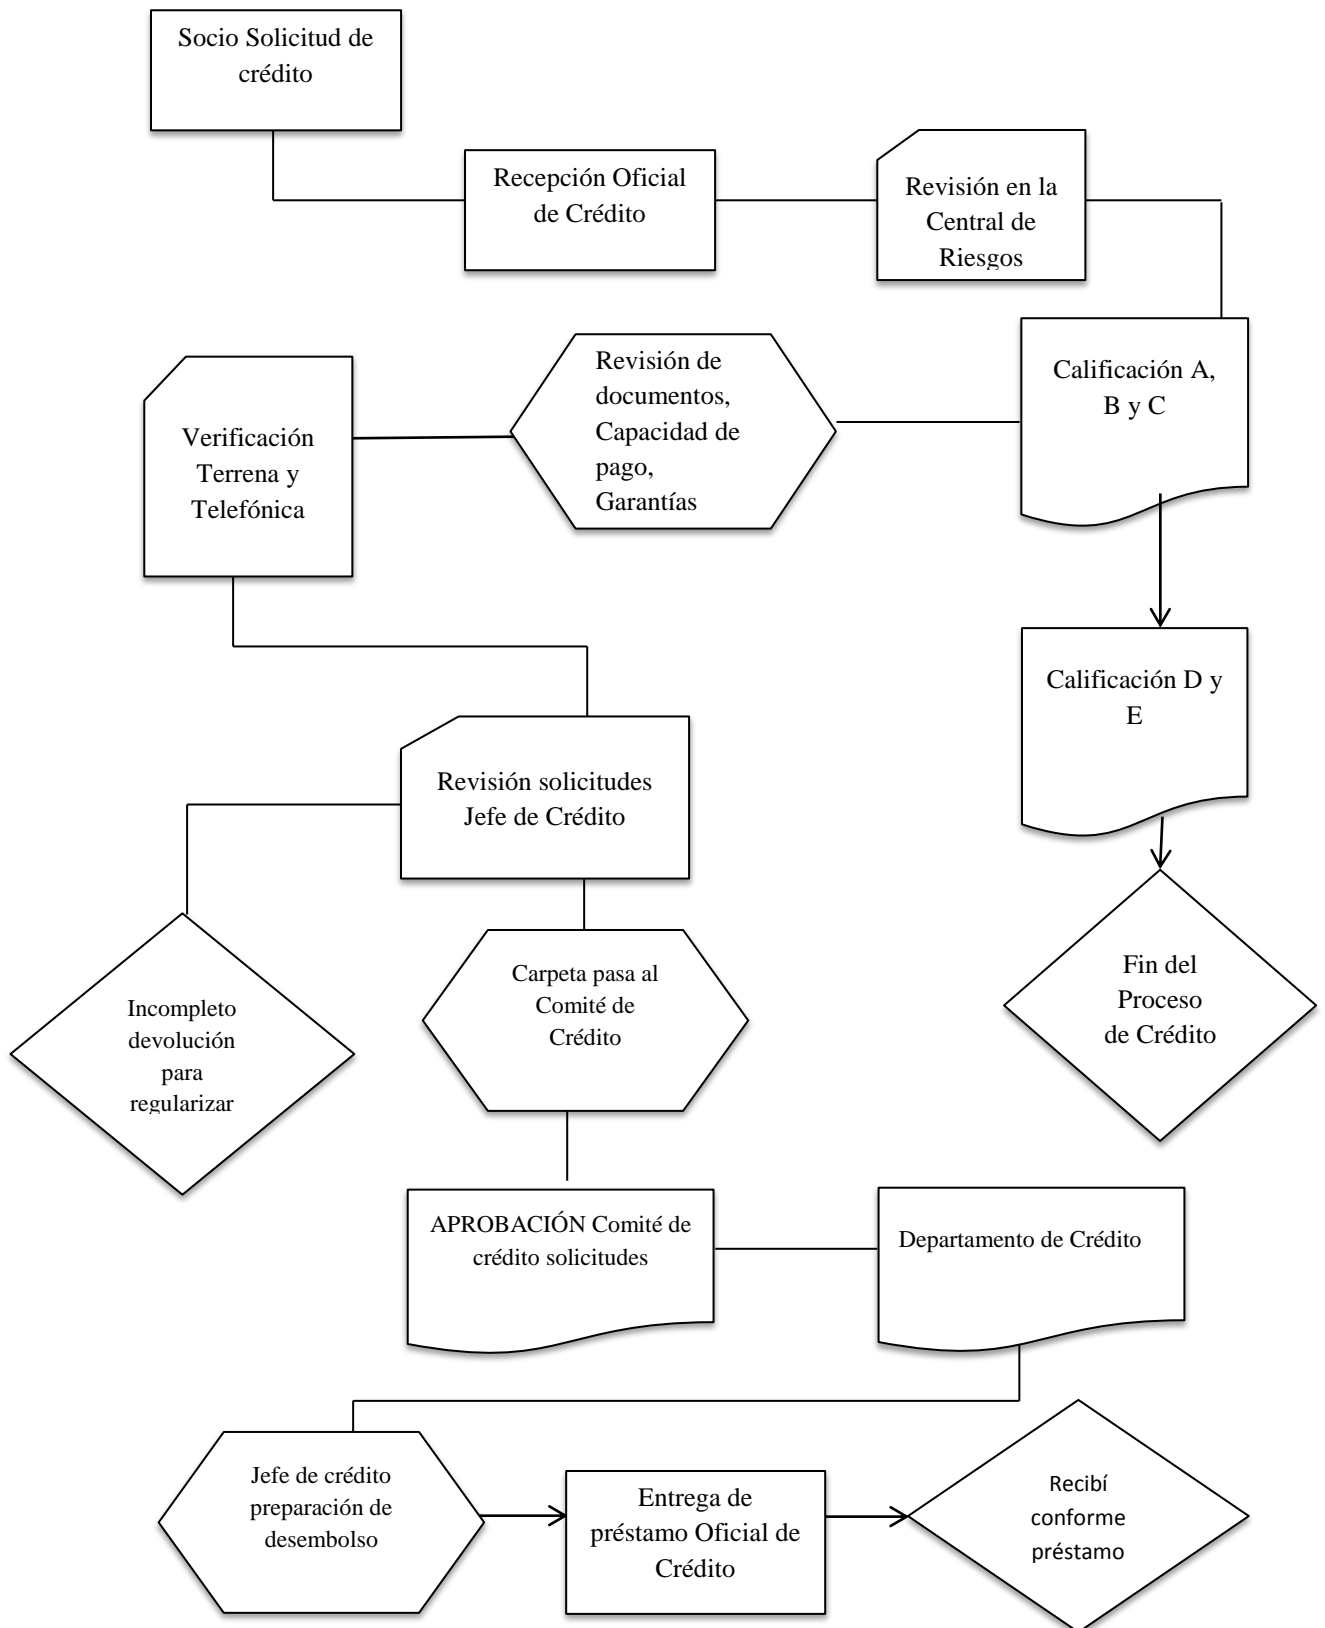 Socio Solicitud de
crédito
Recepción Oficial
de Crédito
Revisión en la
Central de
Riesgos
Calificación A,
B y C
Revisión de
documentos,
Capacidad de
pago,
Garantías
Verificación
Terrena y
Telefónica
Calificación D y
E
Revisión solicitudes
Jefe de Crédito
Fin del
Proceso
de Crédito
Carpeta pasa al
Comité de
Crédito
Incompleto
devolución
para
regularizar
APROBACIÓN Comité de
crédito solicitudes
Departamento de Crédito
Jefe de crédito
preparación de
desembolso
Entrega de
préstamo Oficial de
Crédito
Recibí
conforme
préstamo